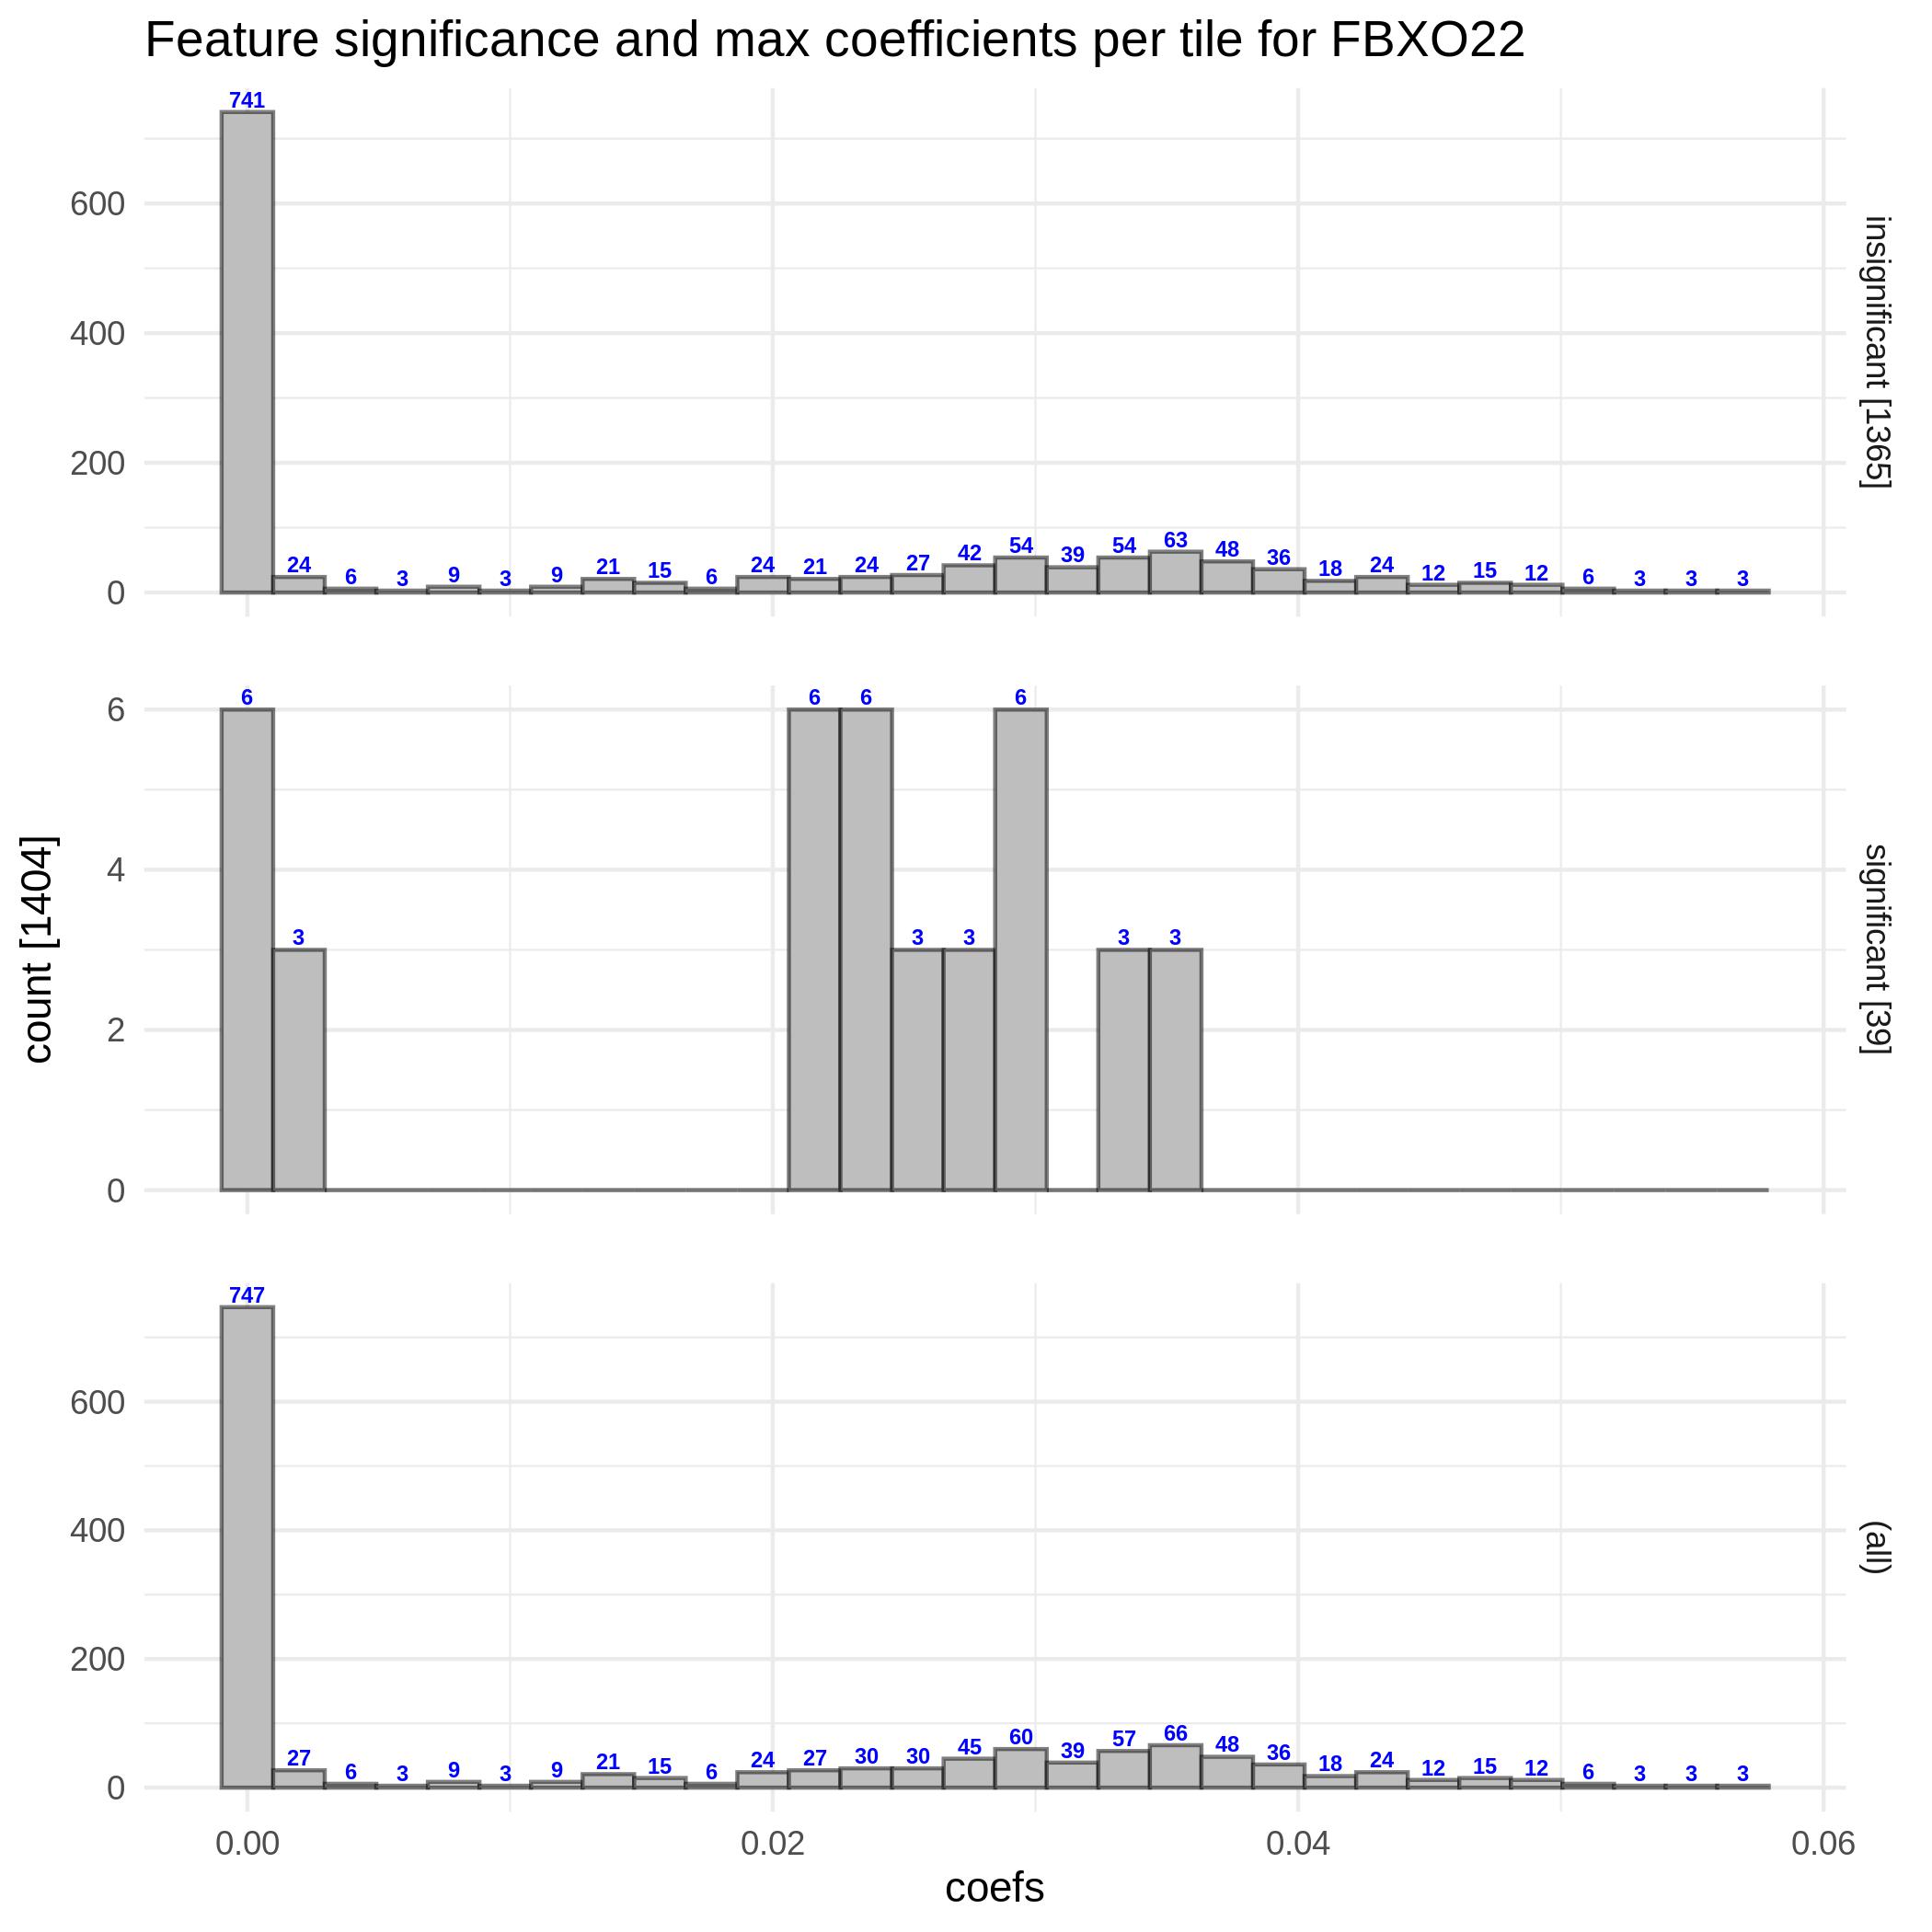 Feature significance and max coefficients per tile for FBXO22
741
600
400
200
0
24 6 3 9 3 9 21 15 6 24 21 24 27 42 54 39 54 63 48 36 18 24 12 15 12 6 3 3 3
insignificant [1365]
count [1404]
6 6 6 6
6
3 3 3 3 3
4
2
0
significant [39]
747
600
400
200
0
27 6 3 9 3 9 21 15 6 24 27 30 30 45 60 39 57 66 48 36 18 24 12 15 12 6 3 3 3
(all)
0.00 0.02 0.04 0.06
coefs